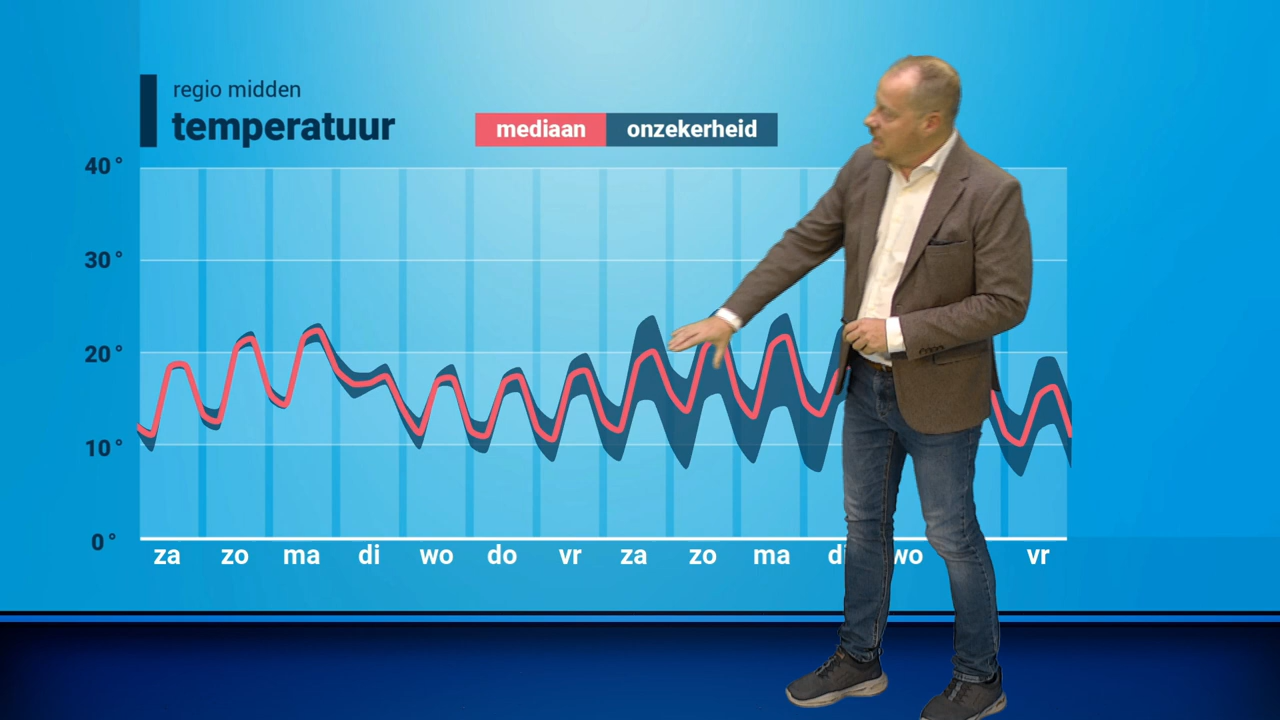 regio midden
temperatuur
mediaan onzekerheid
40°
30°
20°
10°
0°
za zo ma di wo do vr za zo ma di wo vr